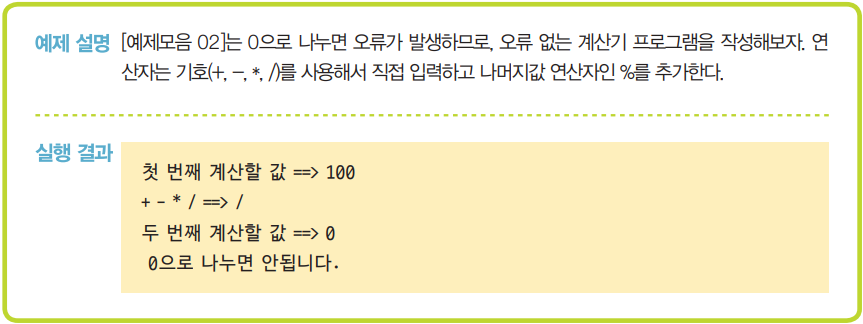 예제 설명 [예제모음 02]는 0으로 나누면 오류가 발생하므로, 오류 없는 계산기 프로그램을 작성해보자. 연
산자는 기호(+, -, *, /)를 사용해서 직접 입력하고 나머지값 연산자인 %를 추가한다.
실행 결과
첫 번째 계산할 값 ==> 100
+ - * / ==> /
두 번째 계산할 값 ==> 0
0으로 나누면 안됩니다.